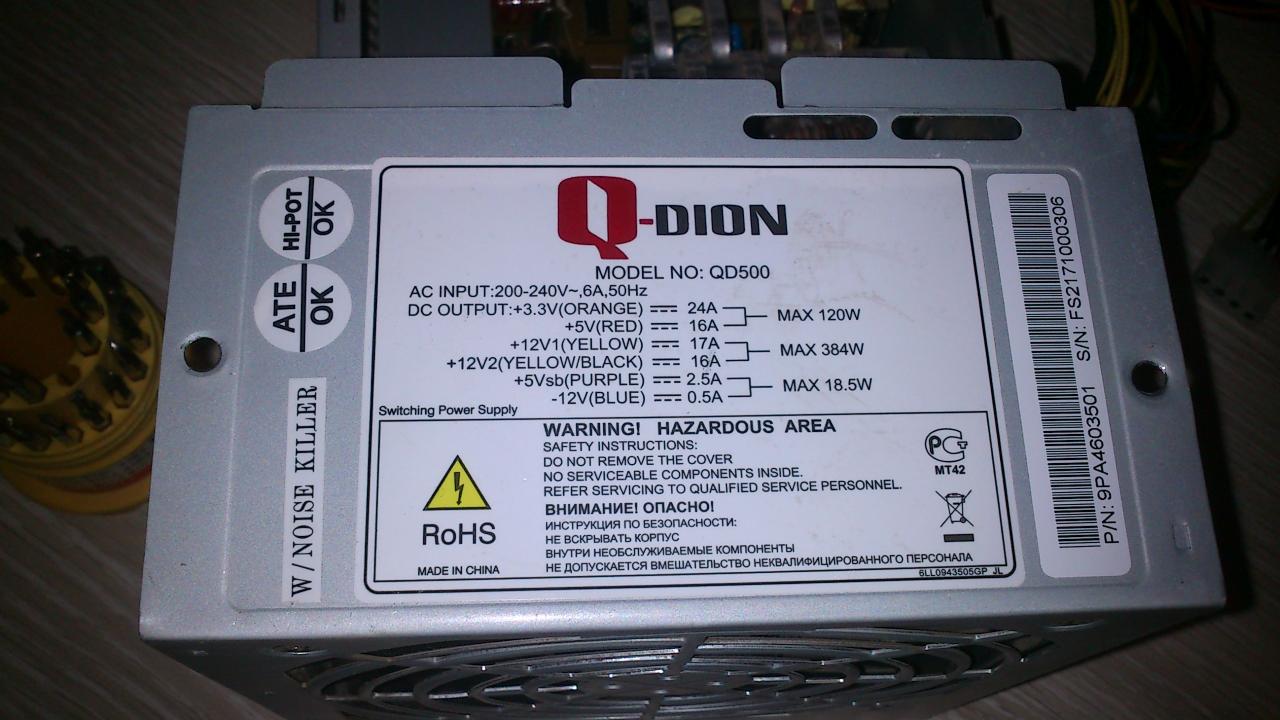 HI-POT
OK
ATE
OK
W/NOISE KILLER
Q-DION
MODEL NO: QD500
AC INPUT:200-240V~,6A,50Hz
DC OUTPUT:+3.3V(ORANGE) 24A MAX 120W
+5V(RED) 16A
+12V1(YELLOW) 17A MAX 384W
+12V2(YELLOW/BLACK) 16A
+5Vsb(PURPLE) 2.5A MAX 18.5W
-12V(BLUE) 0.5A
Switching Power Supply
WARNING! HAZARDOUS AREA
SAFETY INSTRUCTIONS:
DO NOT REMOVE THE COVER
NO SERVICEABLE COMPONENTS INSIDE.
REFER SERVICING TO QUALIFIED SERVICE PERSONNEL.
ВНИМАНИЕ! ОПАСНО!
ИНСТРУКЦИЯ ПО БЕЗОПАСНОСТИ:
НЕ ВСКРЫВАТЬ КОРПУС
ВНУТРИ НЕОБСЛУЖИВАЕМЫЕ КОМПОНЕНТЫ
НЕ ДОПУСКАЕТСЯ ВМЕШАТЕЛЬСТВО НЕКВАЛИФИЦИРОВАННОГО ПЕРСОНАЛА
RoHS
MADE IN CHINA
МТ42
6LL0943505GP JL
P/N: 9PA4603501 S/N: FS2171000306